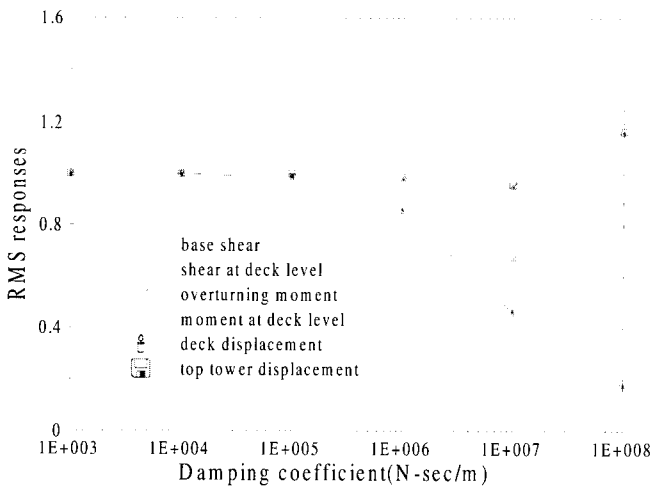 1.6
1.2
0.8
0.4
0
RMS responses
base shear
shear at deck level
overturning moment
moment at deck level
deck displacement
top tower displacement
1E+003 1E+004 1E+005 1E+006 1E+007 1E+008
Damping coefficient(N-sec/m)